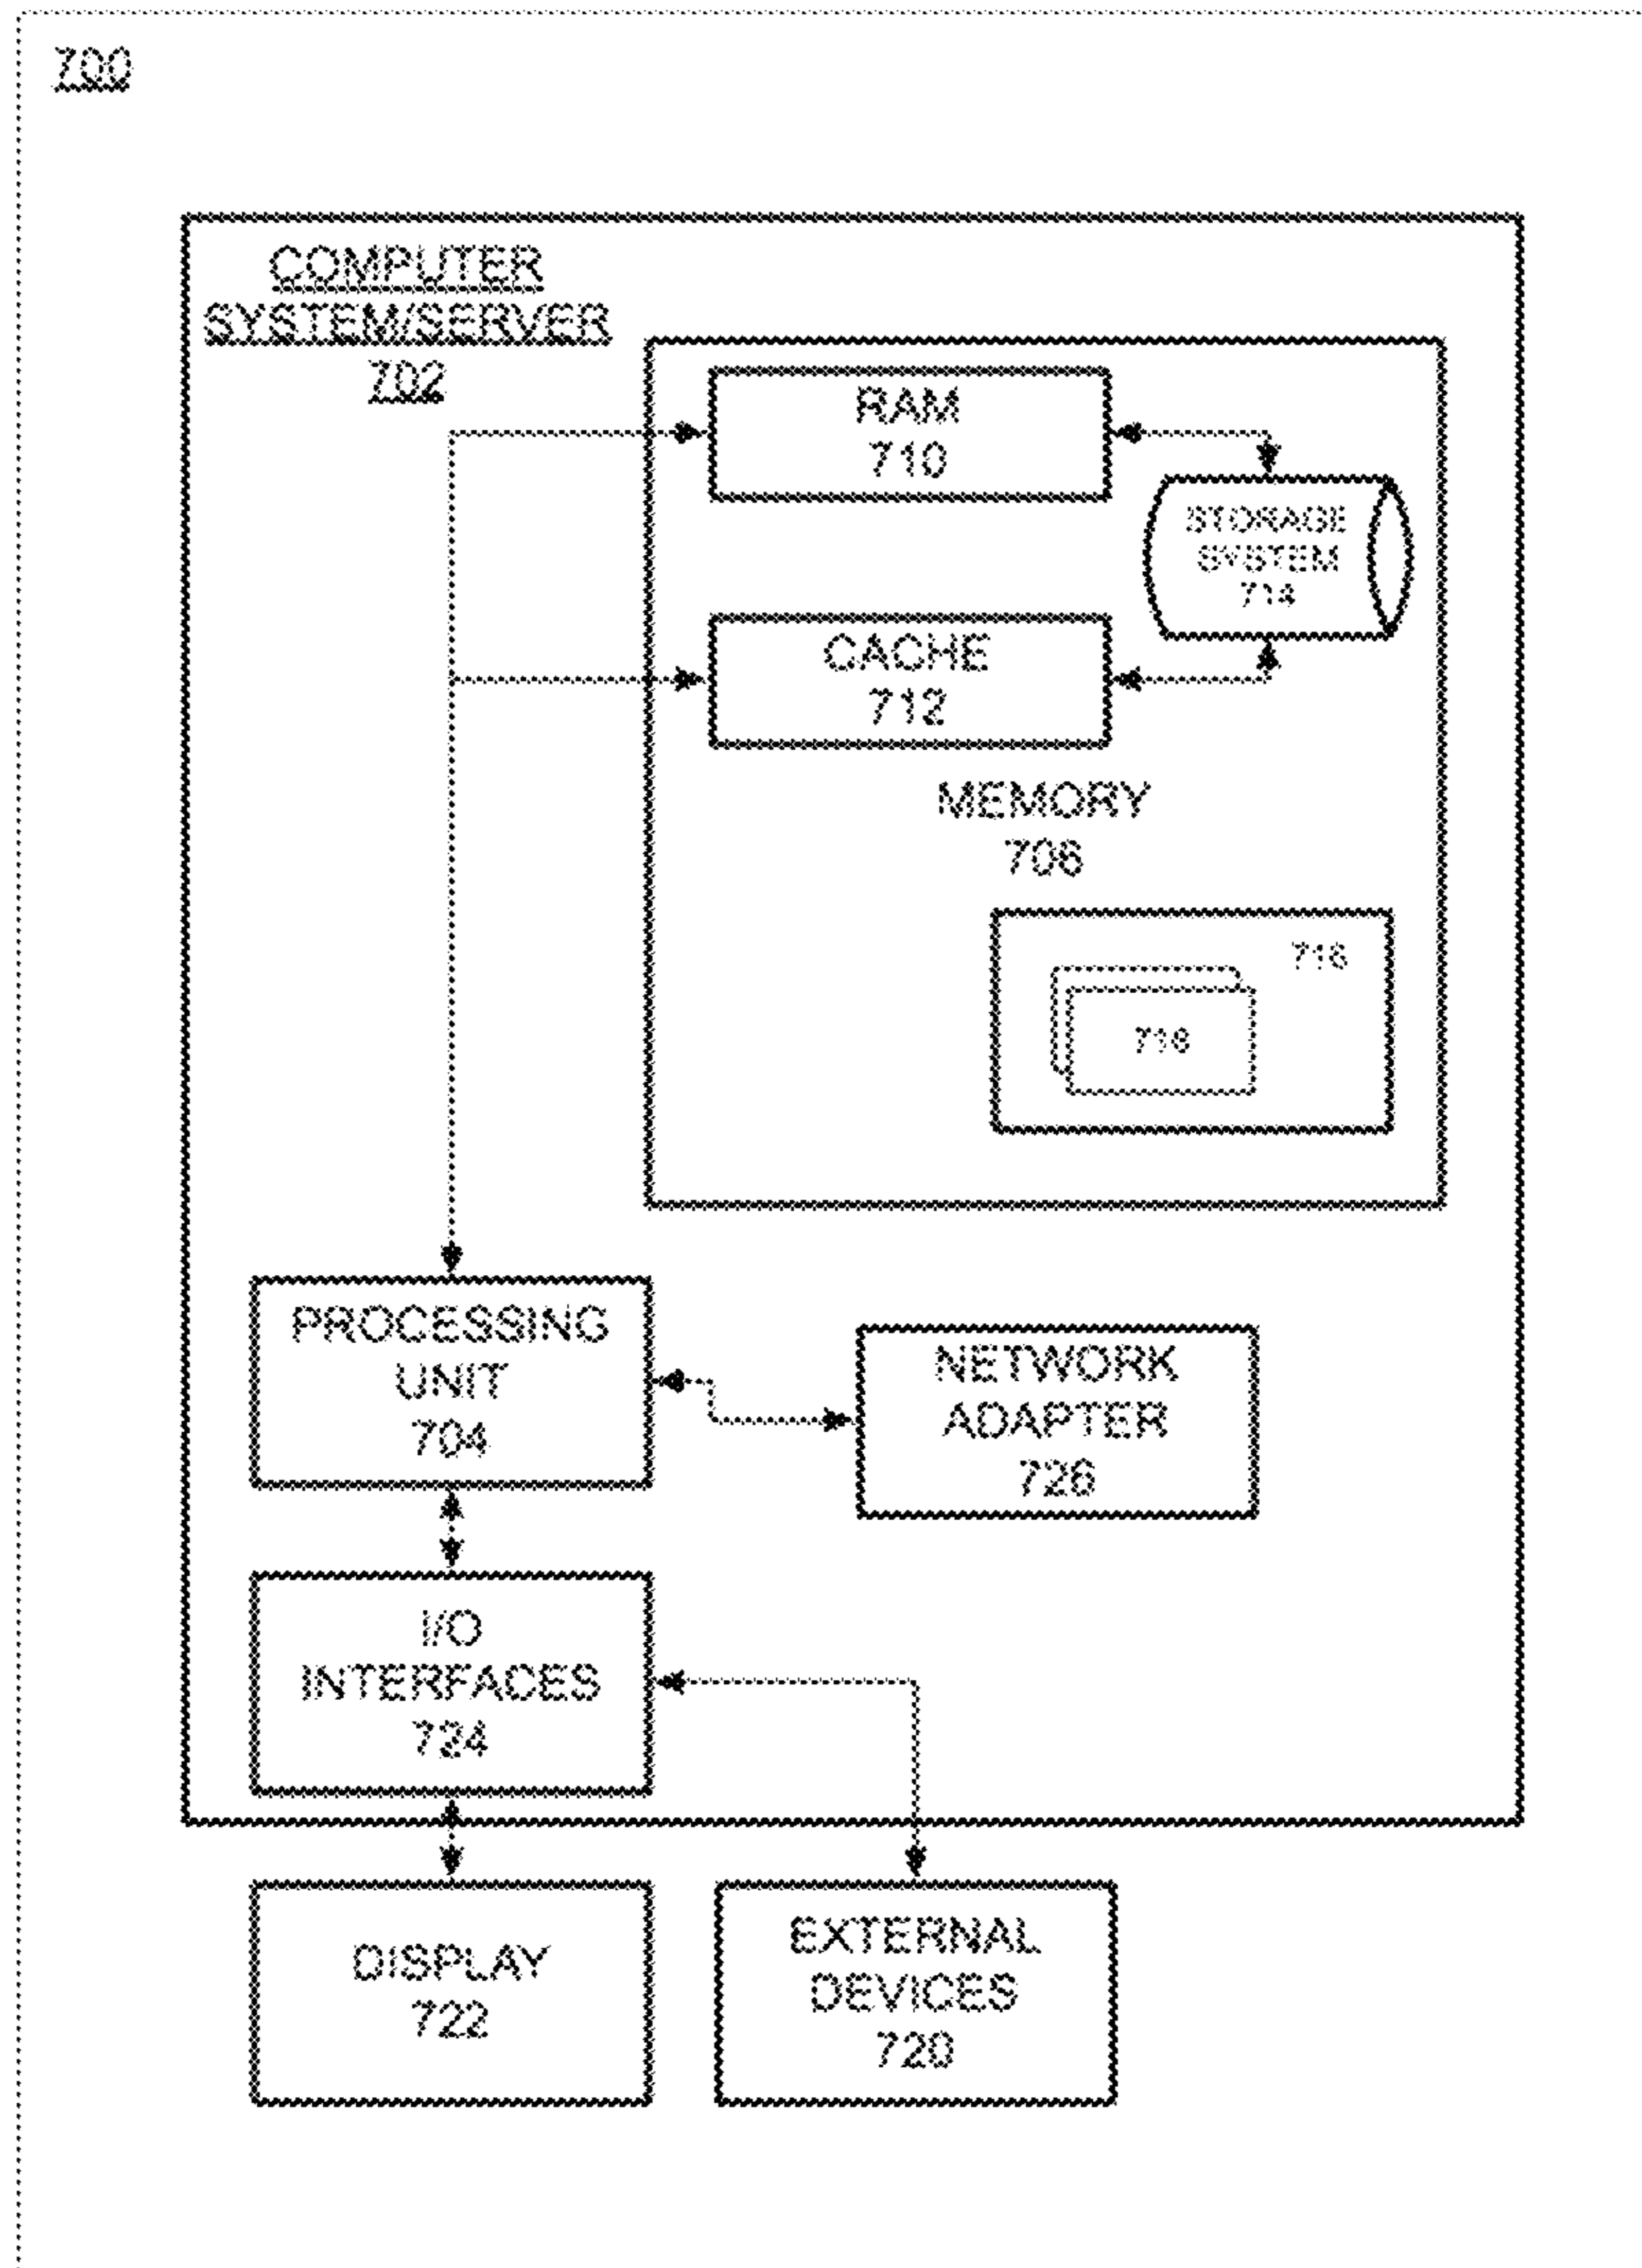 700
COMPUTER
SYSTEM/SERVER
702
RAM
710
STORAGE
SYSTEM
714
CACHE
712
MEMORY
706
716
718
PROCESSING
UNIT
704
NETWORK
ADAPTER
726
I/O
INTERFACES
724
DISPLAY
722
EXTERNAL
DEVICES
720